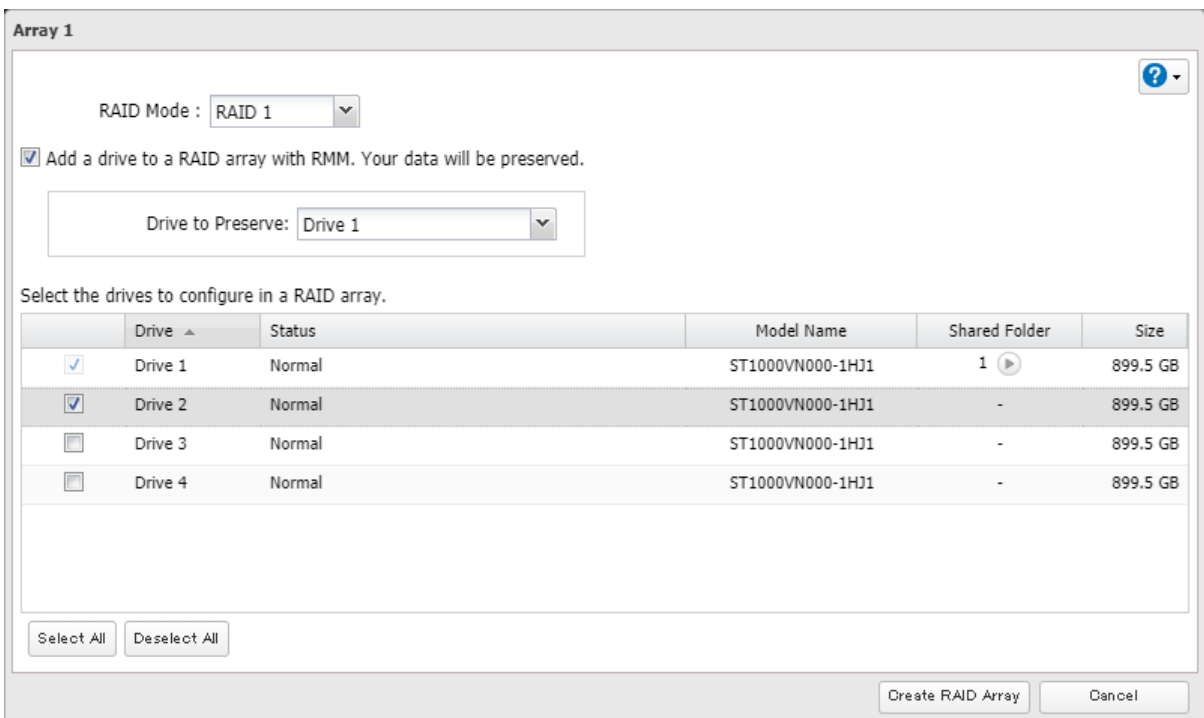 Array 1
?
RAID Mode : RAID 1
Add a drive to a RAID array with RMM. Your data will be preserved.
Drive to Preserve: Drive 1
Select the drives to configure in a RAID array.
Drive Status Model Name Shared Folder Size
Drive 1 Normal ST1000VN000-1HJ1 1 899.5 GB
Drive 2 Normal ST1000VN000-1HJ1 - 899.5 GB
Drive 3 Normal ST1000VN000-1HJ1 - 899.5 GB
Drive 4 Normal ST1000VN000-1HJ1 - 899.5 GB
Select All Deselect All
Create RAID Array Cancel